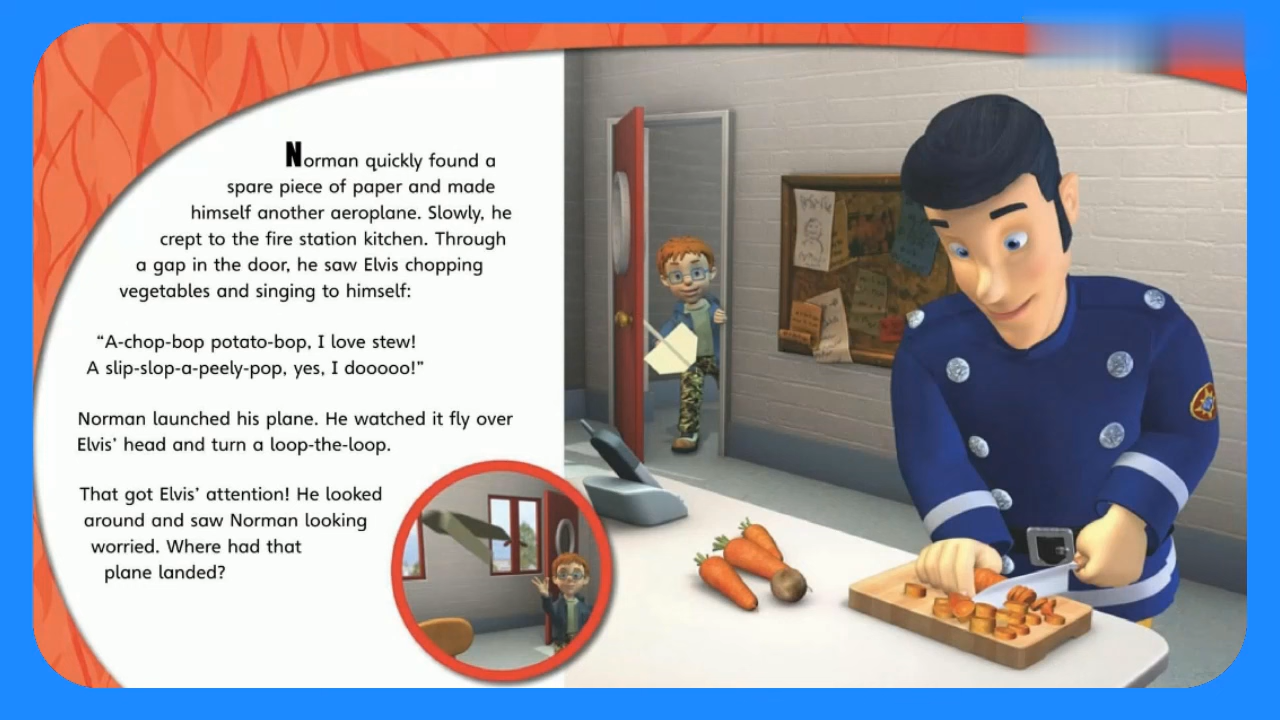 Norman quickly found a
spare piece of paper and made
himself another aeroplane. Slowly, he
crept to the fire station kitchen. Through
a gap in the door, he saw Elvis chopping
vegetables and singing to himself:
“A-chop-bop potato-bop, I love stew!
A slip-slop-a-peely-pop, yes, I dooooo!”
Norman launched his plane. He watched it fly over
Elvis’ head and turn a loop-the-loop.
That got Elvis’ attention! He looked
around and saw Norman looking
worried. Where had that
plane landed?